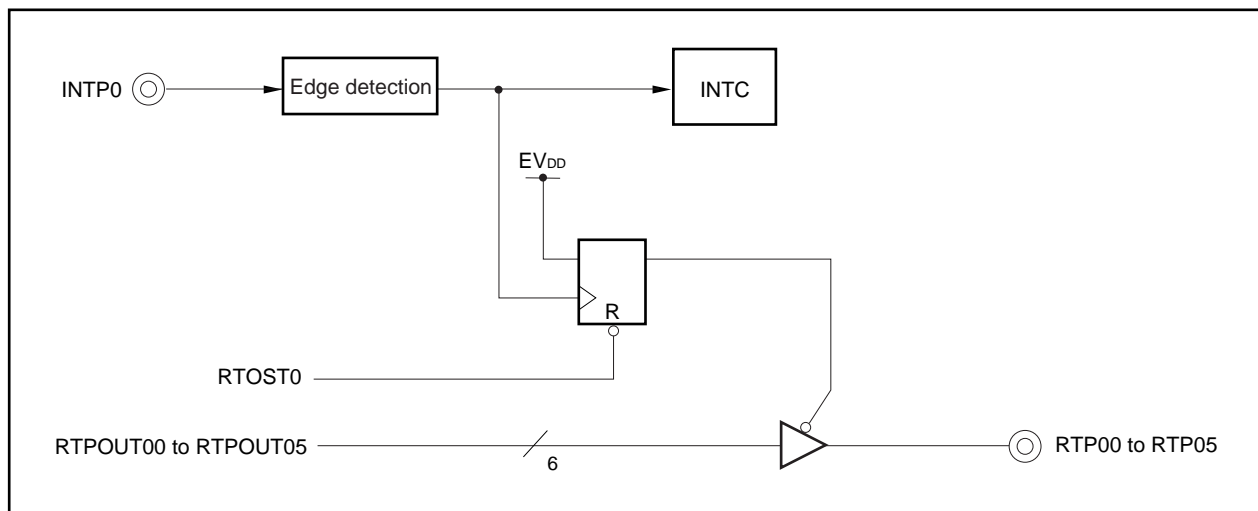 INTP0
Edge detection
INTC
EVDD
R
RTOST0
RTPOUT00 to RTPOUT05
6
RTP00 to RTP05